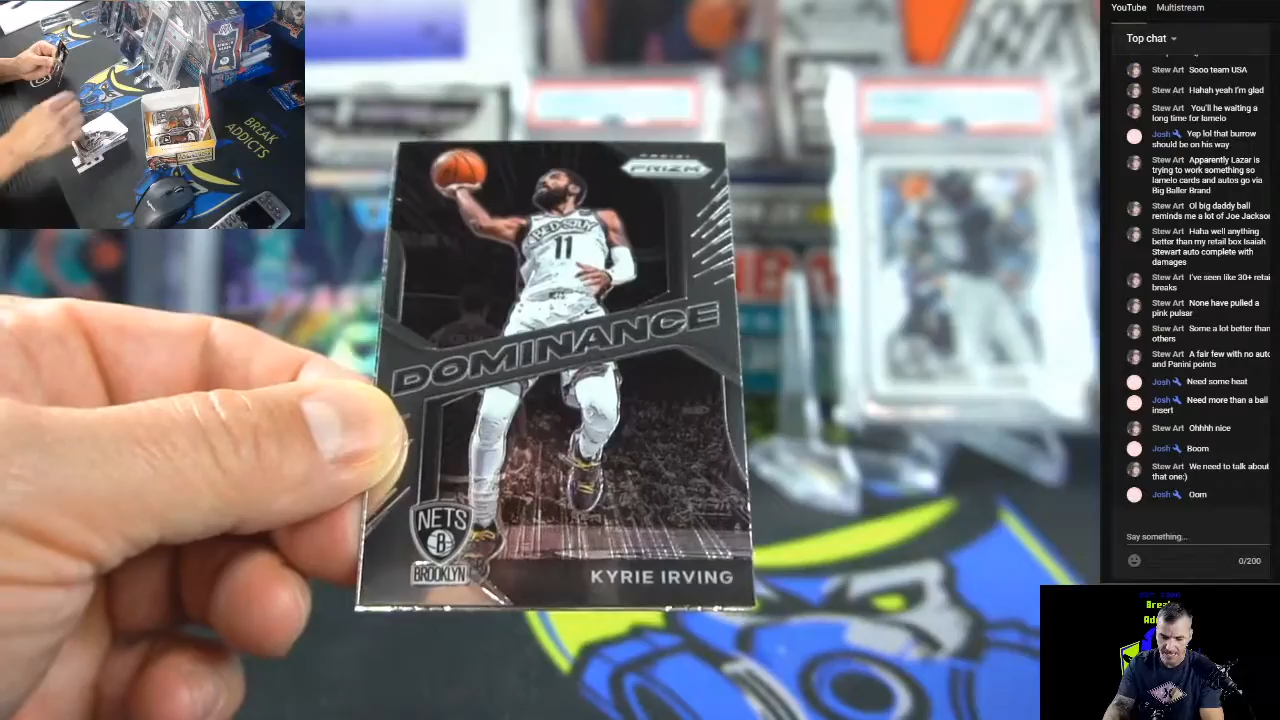 YouTube Multistream
Top chat
Stew Art Sooo team USA
Stew Art Hahah yeah I'm glad
Stew Art You'll he waiting a
long time for lamelo
Josh Yep lol that burrow
should be on his way
Stew Art Apparently Lazar is
trying to work something so
lamelo cards and autos go via
Big Baller Brand
Stew Art Ol big daddy ball
reminds me a lot of Joe Jackson
Stew Art Haha well anything
better than my retail box Isaiah
Stewart auto complete with
damages
Stew Art I've seen like 30+ retai
breaks
Stew Art None have pulled a
pink pulsar
Stew Art Some a lot better than
others
Stew Art A fair few with no auto
and Panini points
Josh Need some heat
Josh Need more than a ball
insert
Stew Art Ohhhh nice
Josh Boom
Stew Art We need to talk about
that one:)
Josh Oom
Say something...
0/200
BREAK
ADDICTS
PANINI
PRIZM
BED-STUY
11
DOMINANCE
NETS
B
BROOKLYN
KYRIE IRVING
NBA